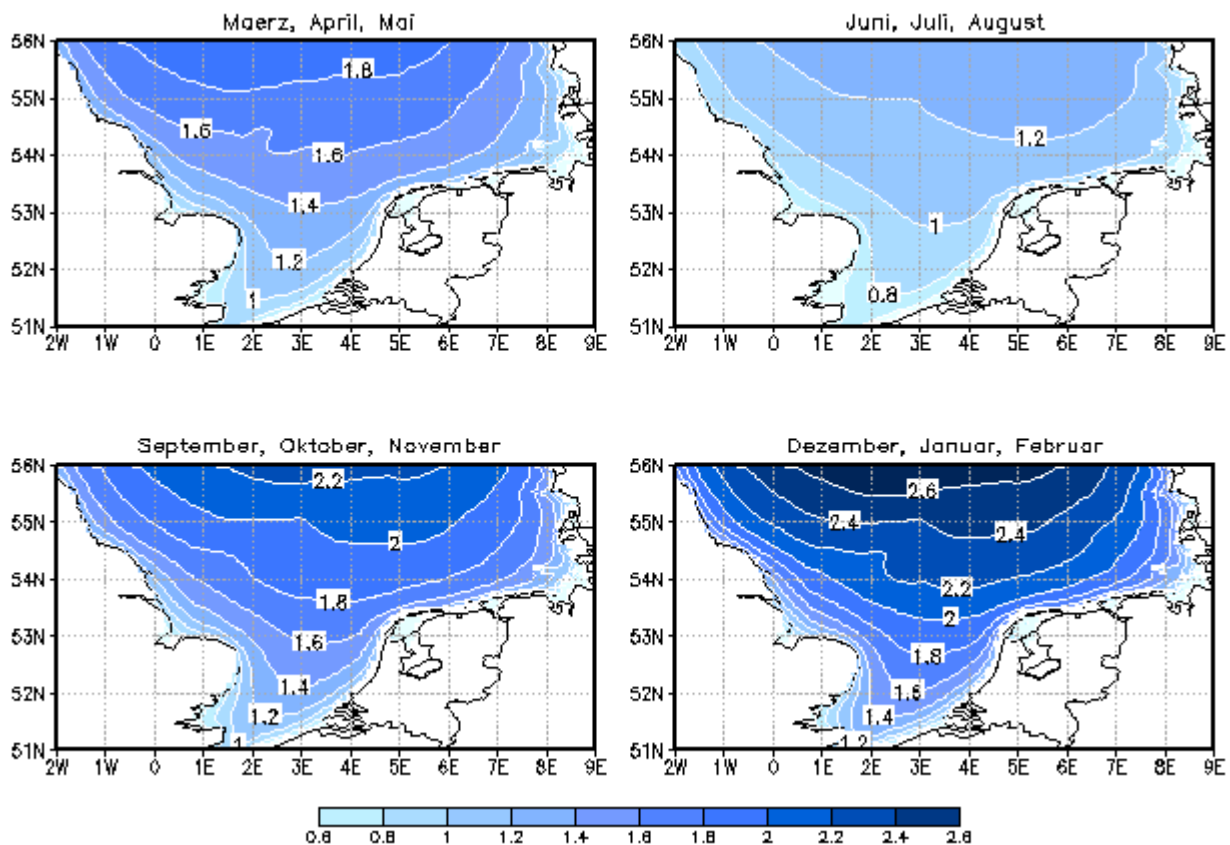 Maerz, April, Mai
56N
55N
54N
53N
52N
51N
1.8
1.6
1.6
1.4
1.2
1
2W 1W 0 1E 2E 3E 4E 5E 6E 7E 8E 9E
Juni, Juli, August
56N
55N
54N
53N
52N
51N
1.2
1
0.8
2W 1W 0 1E 2E 3E 4E 5E 6E 7E 8E 9E
September, Oktober, November
56N
55N
54N
53N
52N
51N
2.2
2
1.8
1.6
1.4
1.2
1
2W 1W 0 1E 2E 3E 4E 5E 6E 7E 8E 9E
Dezember, Januar, Februar
56N
55N
54N
53N
52N
51N
2.6
2.4
2.4
2.2
2
1.8
1.6
1.4
1.2
2W 1W 0 1E 2E 3E 4E 5E 6E 7E 8E 9E
0.6 0.8 1 1.2 1.4 1.6 1.8 2 2.2 2.4 2.6